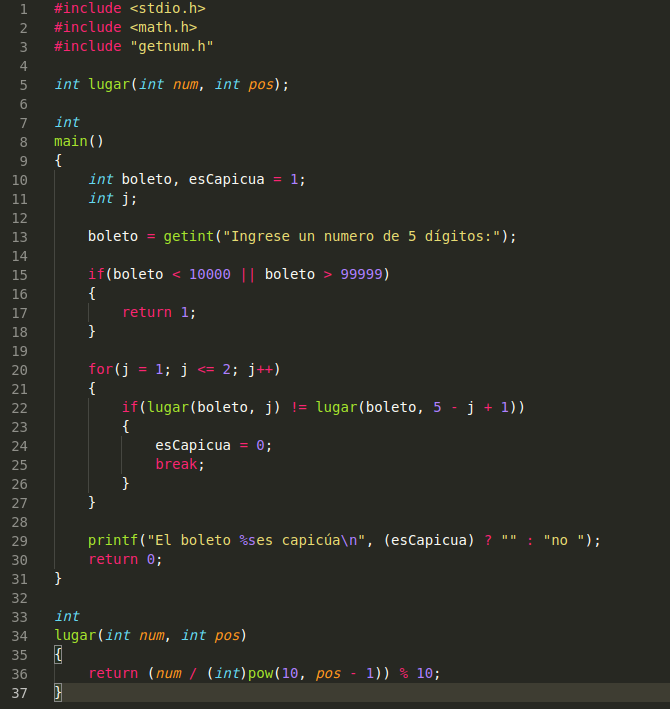 1 #include <stdio.h>
2 #include <math.h>
3 #include "getnum.h"
4
5 int lugar(int num, int pos);
6
7 int
8 main()
9 {
10     int boleto, esCapicua = 1;
11     int j;
12
13     boleto = getint("Ingrese un numero de 5 dígitos:");
14
15     if(boleto < 10000 || boleto > 99999)
16     {
17         return 1;
18     }
19
20     for(j = 1; j <= 2; j++)
21     {
22         if(lugar(boleto, j) != lugar(boleto, 5 - j + 1))
23         {
24             esCapicua = 0;
25             break;
26         }
27     }
28
29     printf("El boleto %ses capicúa\n", (esCapicua) ? "" : "no ");
30     return 0;
31 }
32
33 int
34 lugar(int num, int pos)
35 {
36     return (num / (int)pow(10, pos - 1)) % 10;
37 }